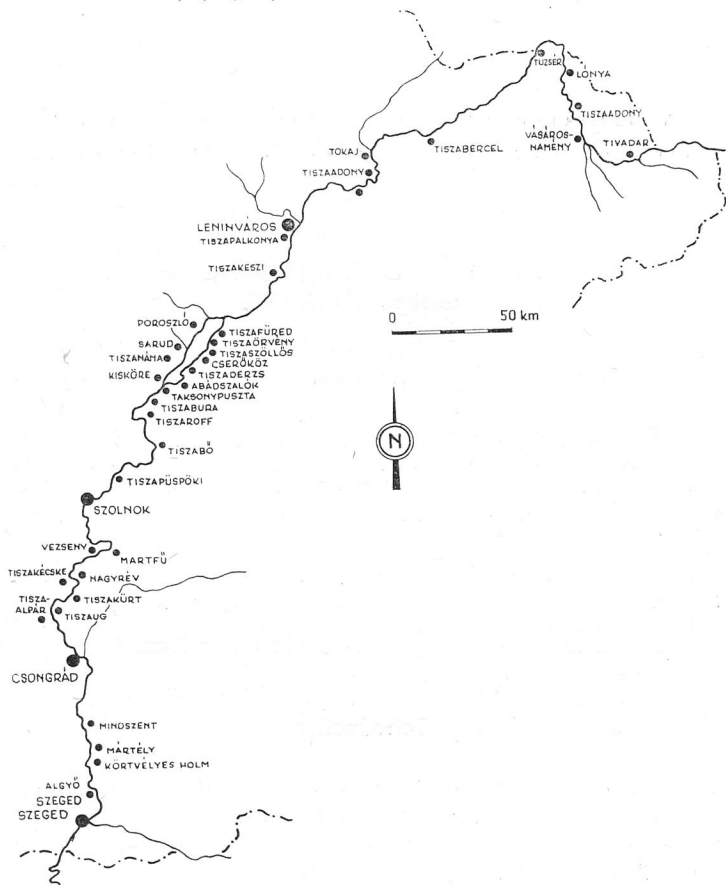 TUZSÉR
LÓNYA
TISZAADONY
VÁSÁROS-
NAMÉNY
TIVADAR
TISZABERCEL
TOKAJ
TISZAADONY
LENINVÁROS
TISZAPALKONYA
TISZAKESZI
0 50 km
POROSZLÓ
SARUD
TISZANÁNA
KISKÖRE
TISZAFÜRED
TISZAÖRVÉNY
TISZASZÖLLŐS
CSERŐKÖZ
TISZADERZS
ABÁDSZALÓK
TAKSONYPUSZTA
TISZABURA
TISZAROFF
N
TISZABŐ
TISZAPÜSPÖKI
SZOLNOK
VEZSENY
MARTFŰ
TISZAKÉCSKE
NAGYRÉV
TISZA-
ALPÁR
TISZAKÜRT
TISZAUG
CSONGRÁD
MINDSZENT
MÁRTÉLY
KÖRTVÉLYES HOLM
ALGYŐ
SZEGED
SZEGED